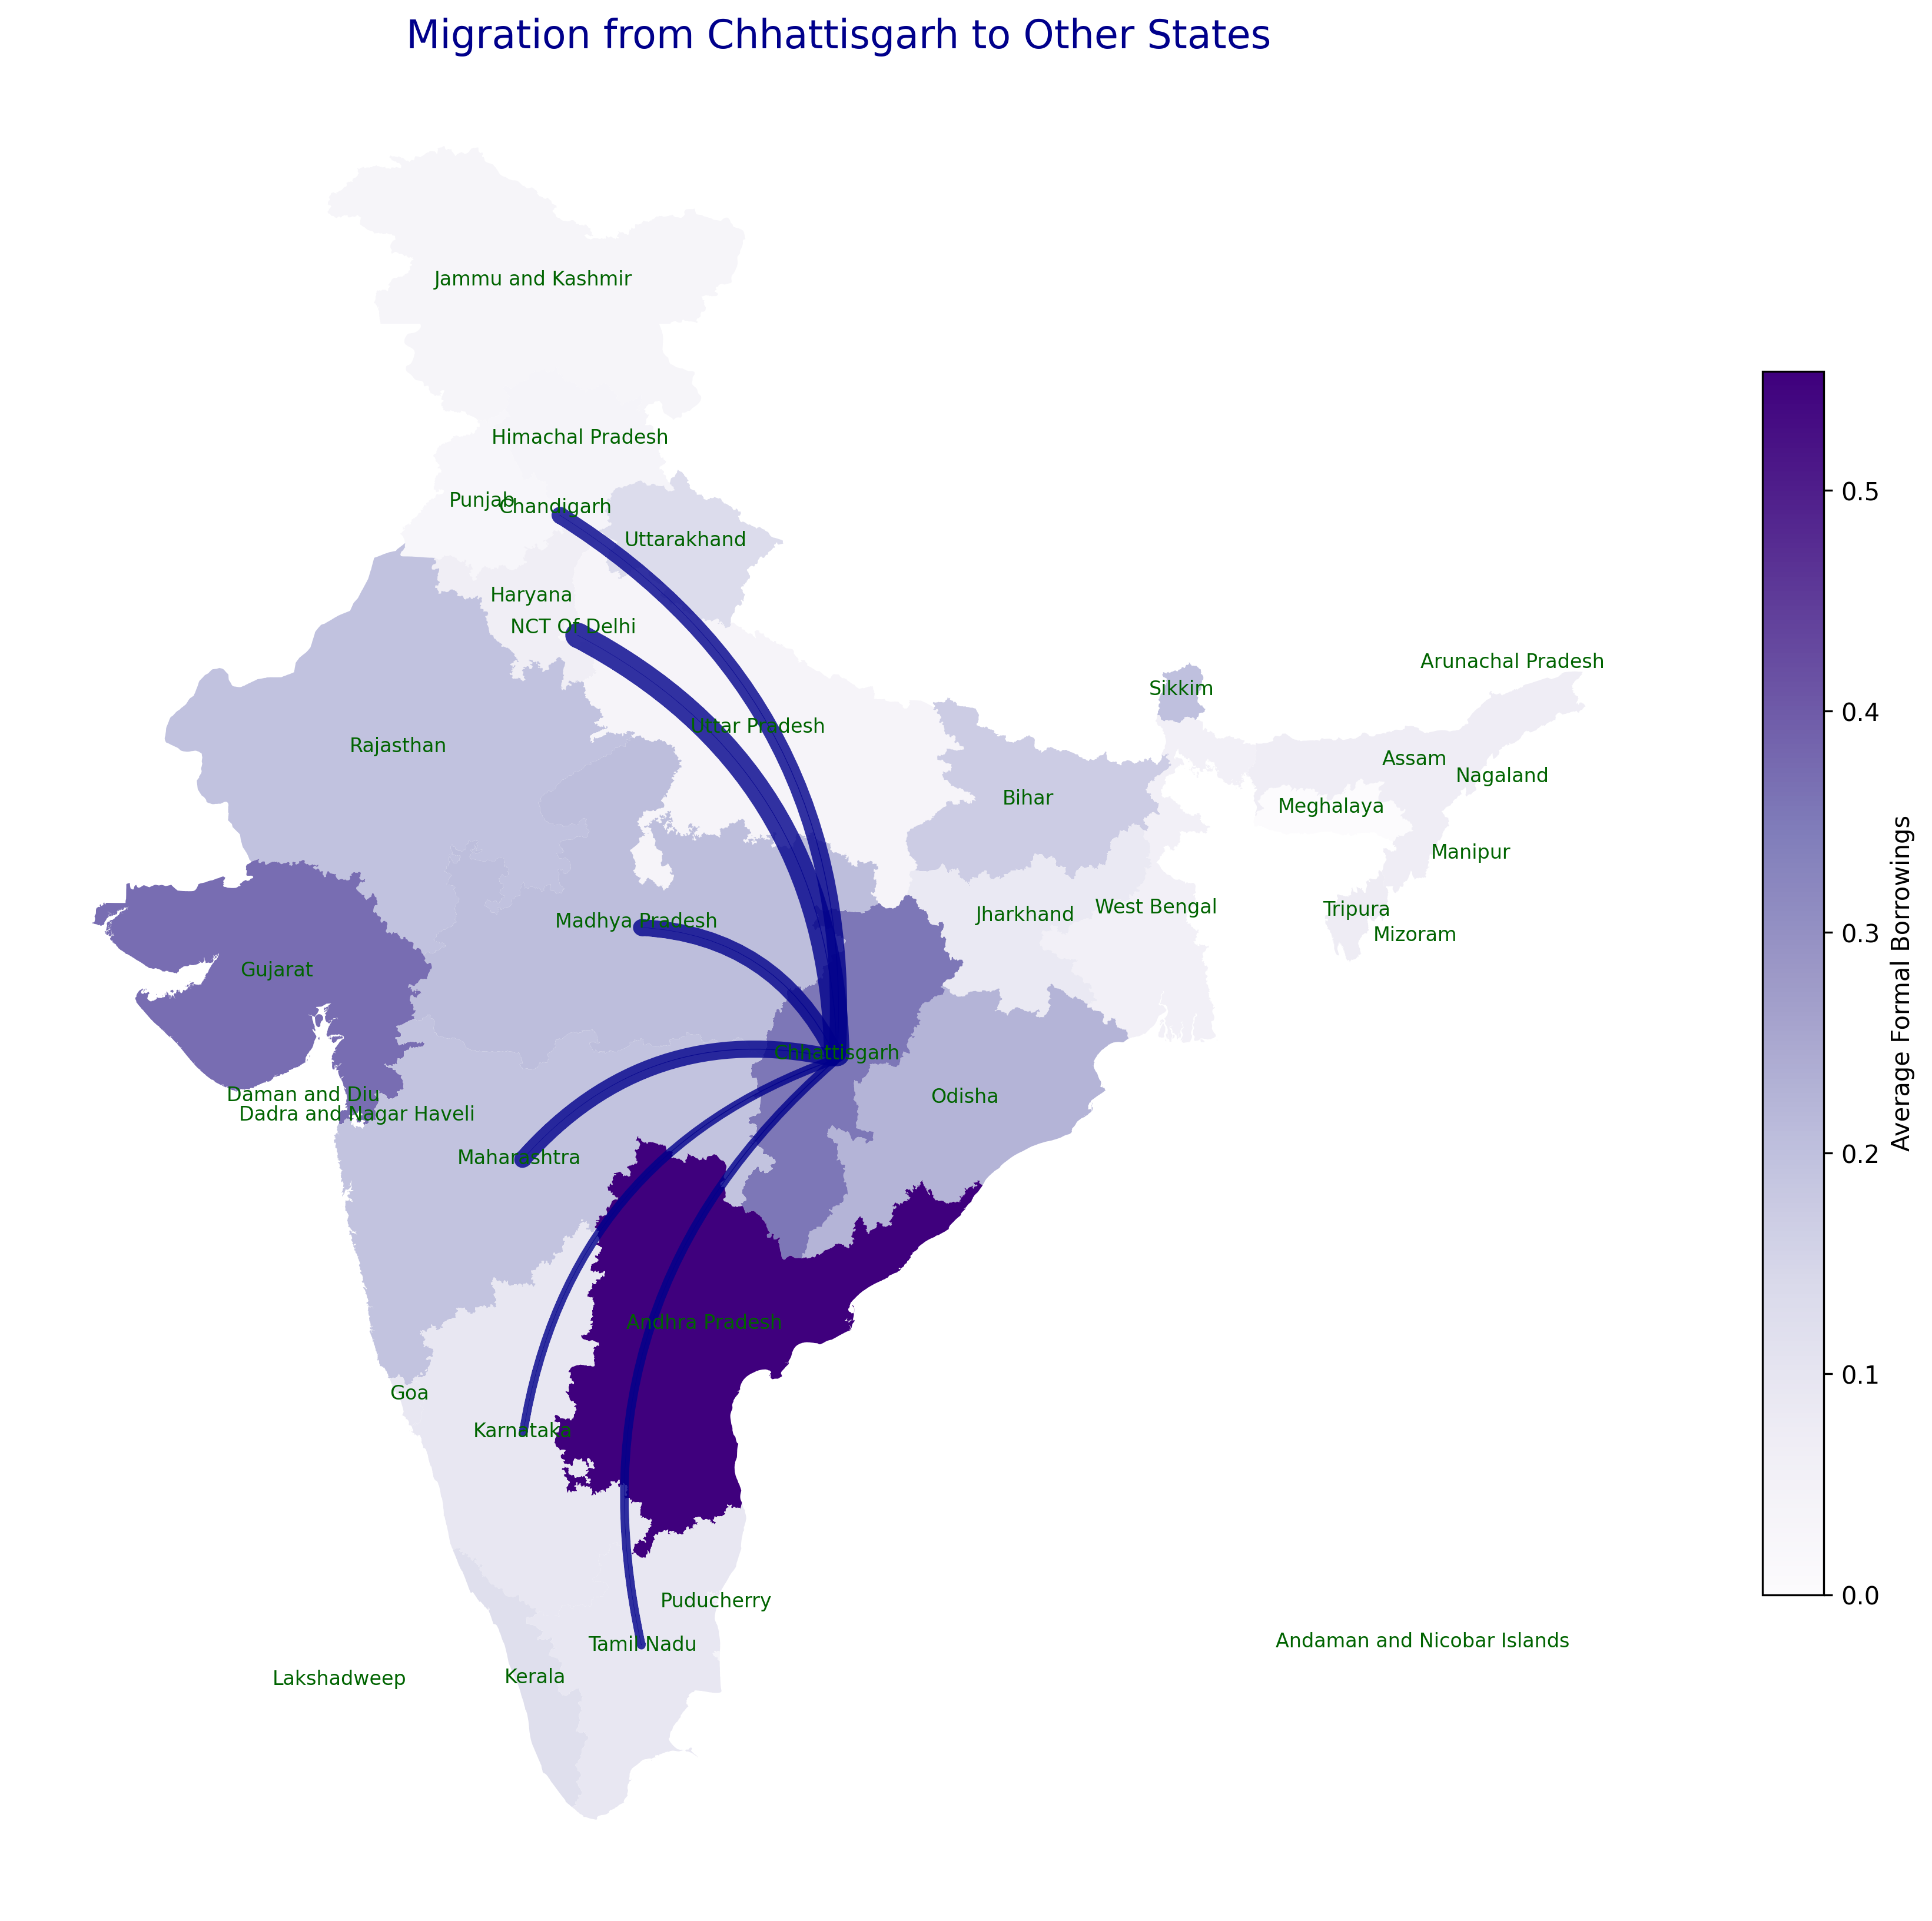 Migration from Chhattisgarh to Other States
Jammu and Kashmir
Himachal Pradesh
Punjab
Chandigarh
Uttarakhand
Haryana
NCT Of Delhi
Arunachal Pradesh
Sikkim
Uttar Pradesh
Rajasthan
Assam
Nagaland
Bihar
Meghalaya
Manipur
Madhya Pradesh
Jharkhand
West Bengal
Tripura
Mizoram
Gujarat
Chhattisgarh
Daman and Diu
Odisha
Dadra and Nagar Haveli
Maharashtra
Andhra Pradesh
Goa
Karnataka
Puducherry
Tamil Nadu
Andaman and Nicobar Islands
Lakshadweep
Kerala
0.5
0.4
0.3
0.2
0.1
0.0
Average Formal Borrowings